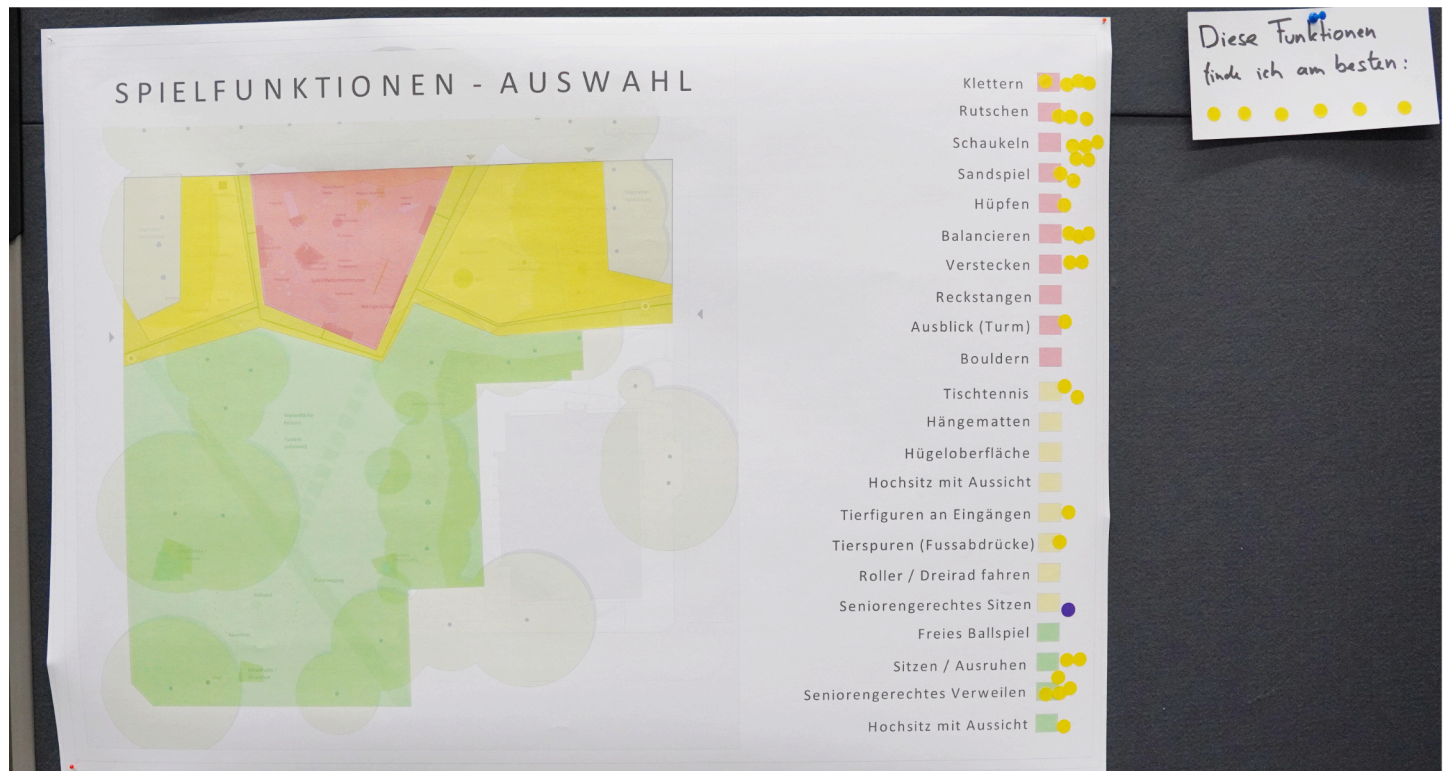 SPIELFUNKTIONEN - AUSWAHL
Klettern
Rutschen
Schaukeln
Sandspiel
Hüpfen
Balancieren
Verstecken
Reckstangen
Ausblick (Turm)
Bouldern
Tischtennis
Hängematten
Hügeloberfläche
Hochsitz mit Aussicht
Tierfiguren an Eingängen
Tierspuren (Fussabdrücke)
Roller / Dreirad fahren
Seniorengerechtes Sitzen
Freies Ballspiel
Sitzen / Ausruhen
Seniorengerechtes Verweilen
Hochsitz mit Aussicht
Diese Funktionen
finde ich am besten: